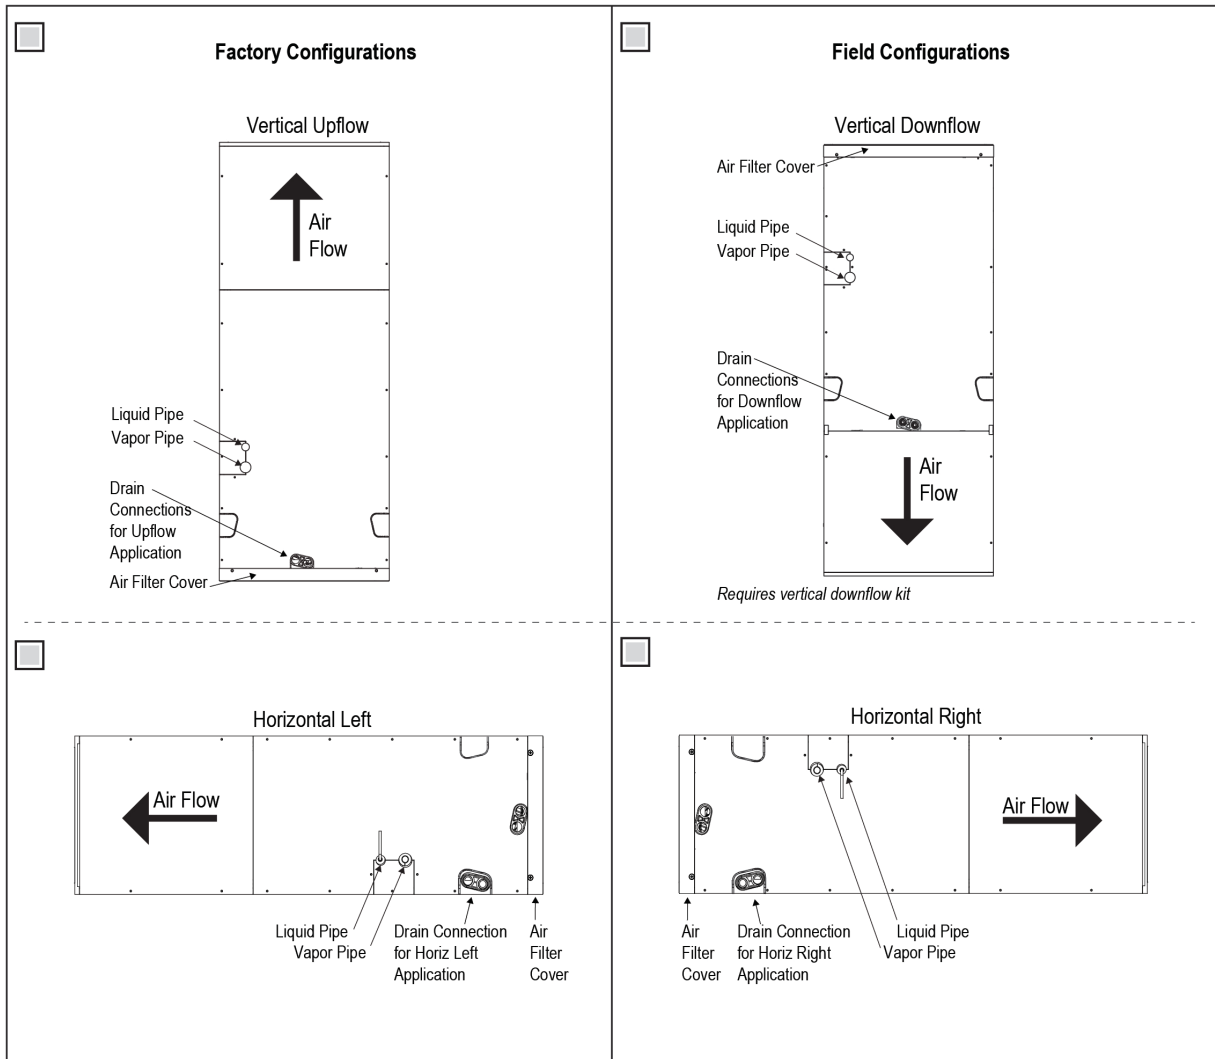 Factory Configurations
Vertical Upflow
Air
Flow
Liquid Pipe
Vapor Pipe
Drain
Connections
for Upflow
Application
Air Filter Cover
Field Configurations
Vertical Downflow
Air Filter Cover
Liquid Pipe
Vapor Pipe
Drain
Connections
for Downflow
Application
Air
Flow
Requires vertical downflow kit
Horizontal Left
Air Flow
Liquid Pipe
Vapor Pipe
Drain Connection
for Horiz Left
Application
Air
Filter
Cover
Horizontal Right
Air Flow
Air
Filter
Cover
Drain Connection
for Horiz Right
Application
Liquid Pipe
Vapor Pipe